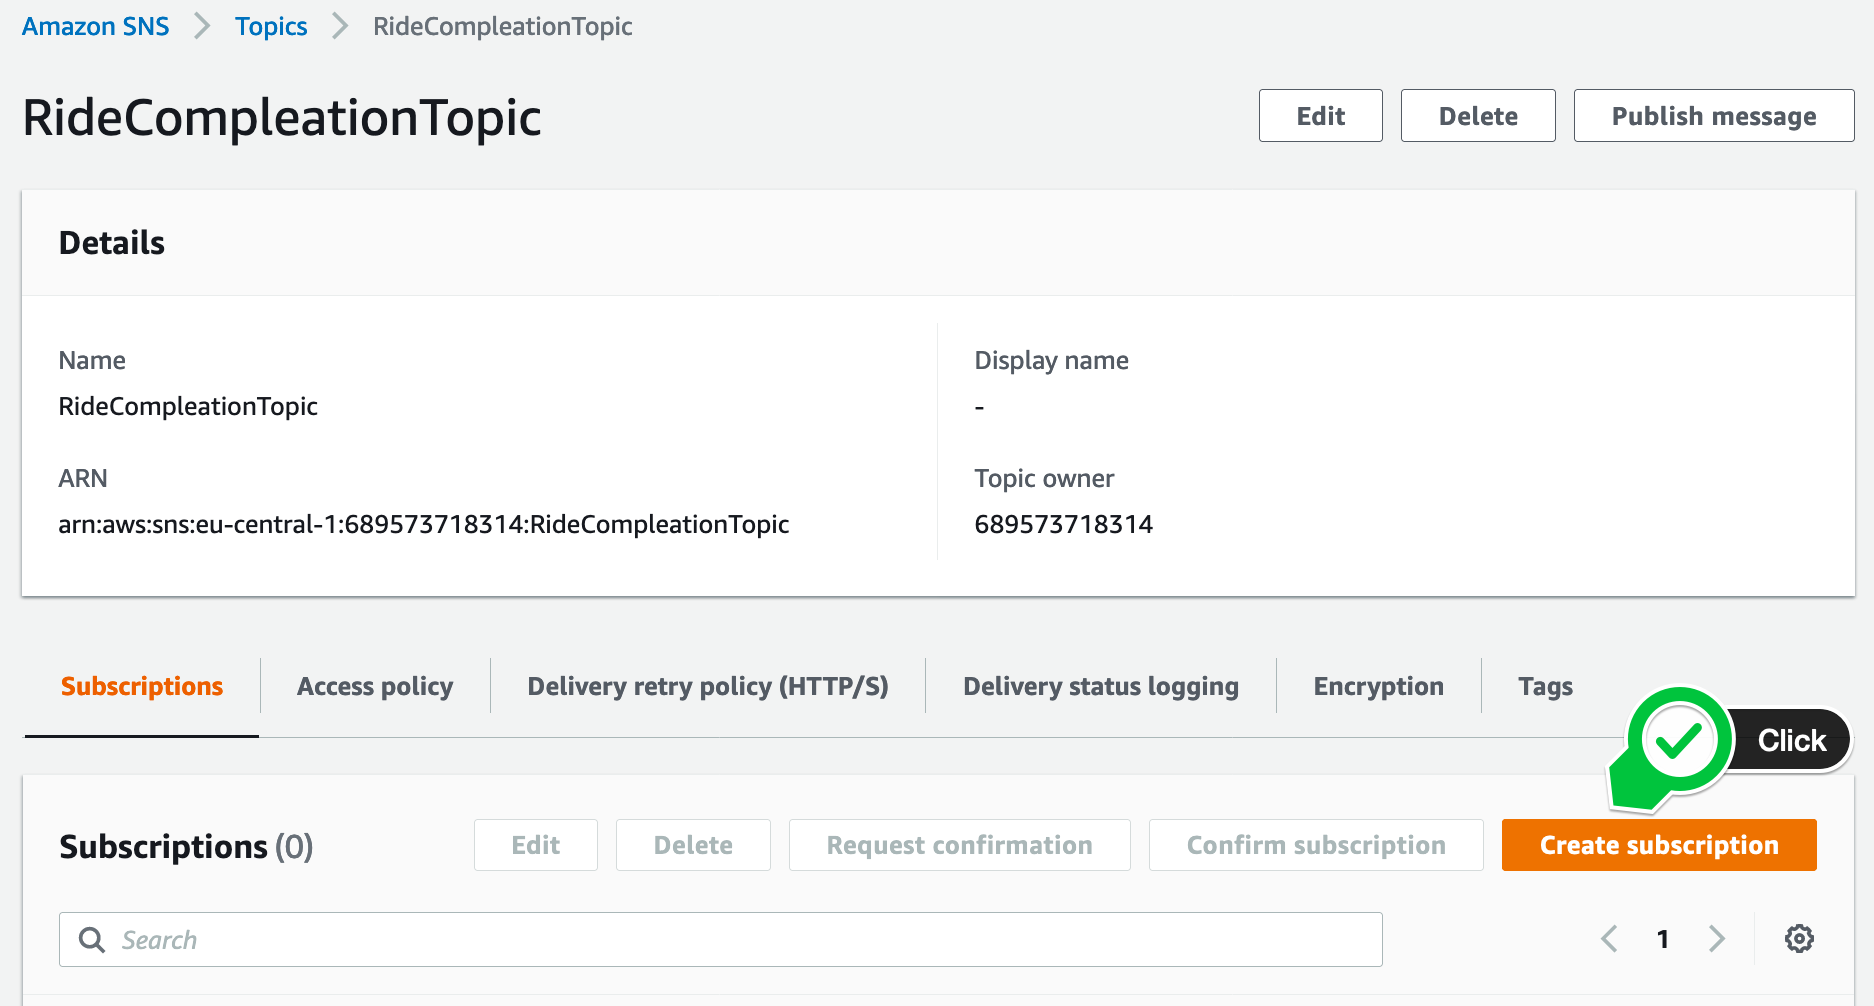 Amazon SNS > Topics > RideCompleationTopic
RideCompleationTopic Edit Delete Publish message
Details
Name Display name
RideCompleationTopic -
ARN Topic owner
arn:aws:sns:eu-central-1:689573718314:RideCompleationTopic 689573718314
Subscriptions Access policy Delivery retry policy (HTTP/S) Delivery status logging Encryption Tags
Click
Subscriptions (0) Edit Delete Request confirmation Confirm subscription Create subscription
Search < 1 >